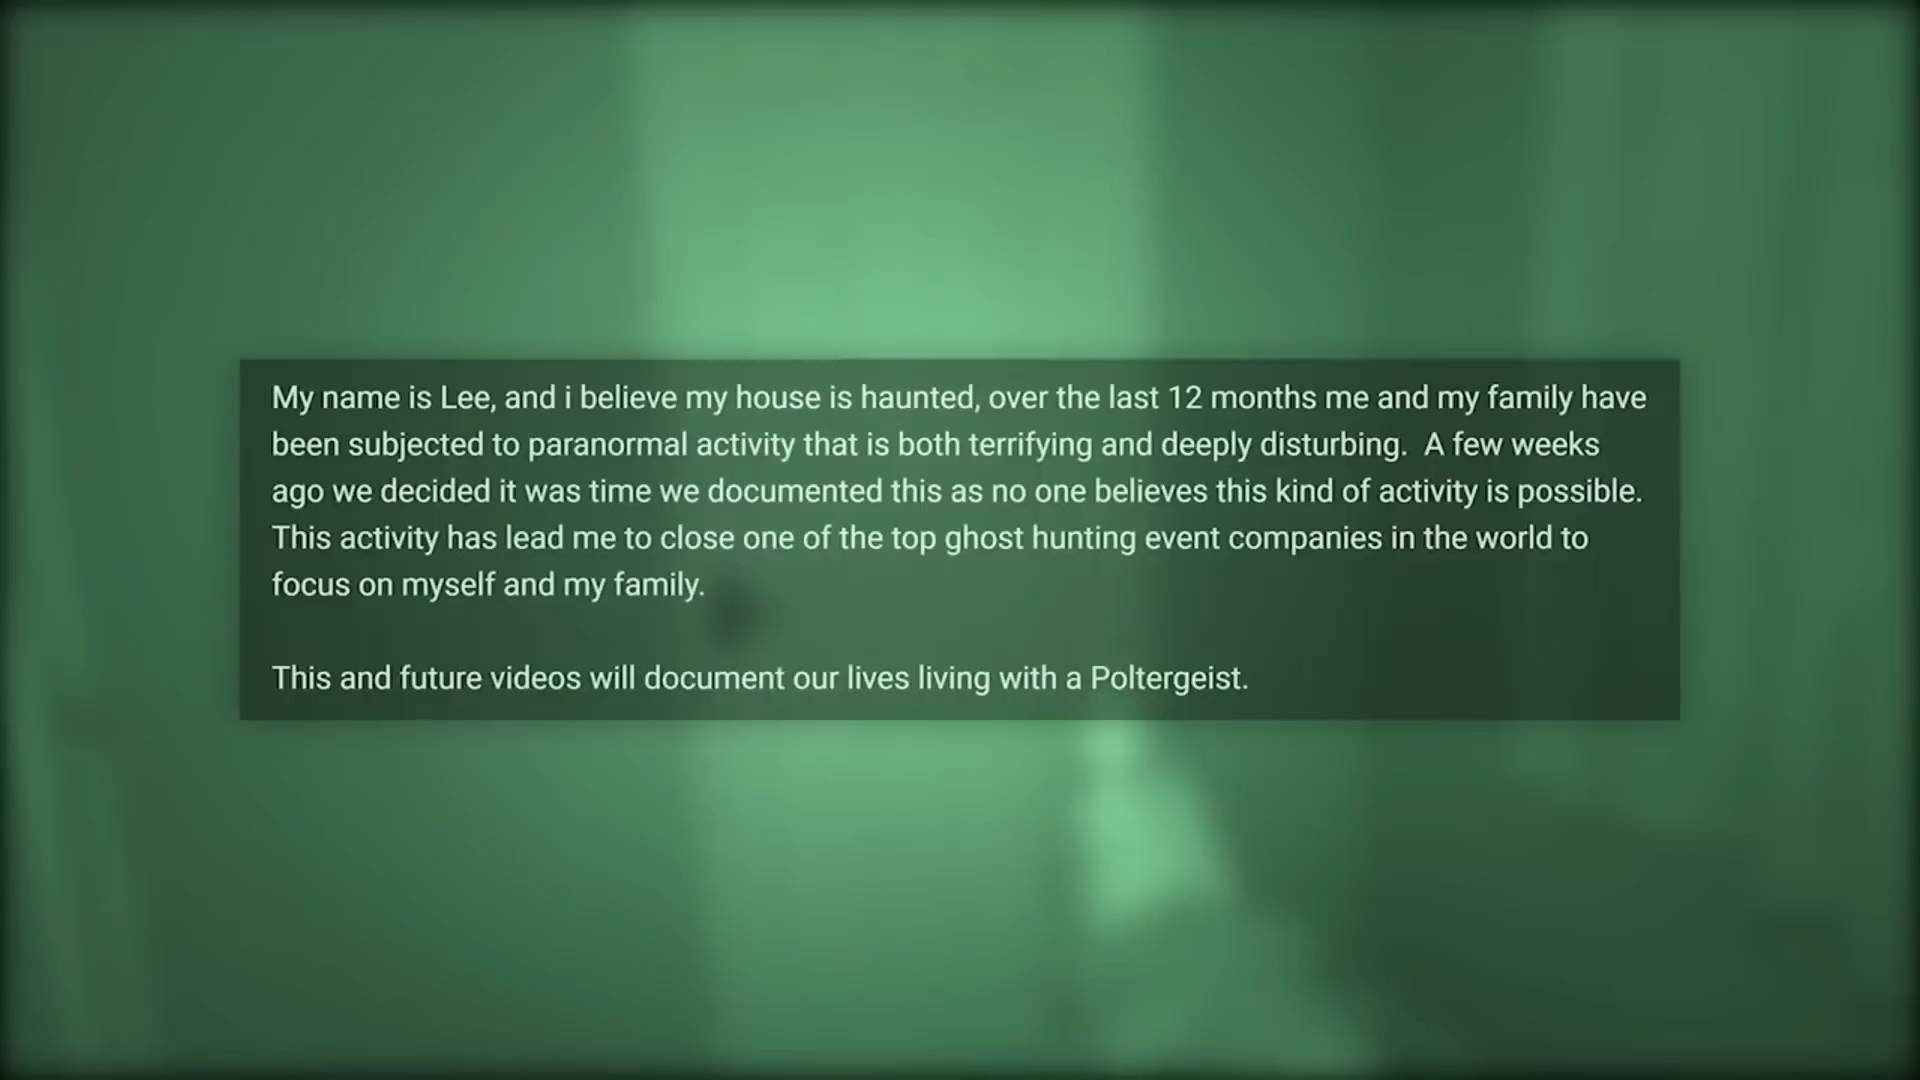 My name is Lee, and i believe my house is haunted, over the last 12 months me and my family have
been subjected to paranormal activity that is both terrifying and deeply disturbing.  A few weeks
ago we decided it was time we documented this as no one believes this kind of activity is possible.
This activity has lead me to close one of the top ghost hunting event companies in the world to
focus on myself and my family.
This and future videos will document our lives living with a Poltergeist.